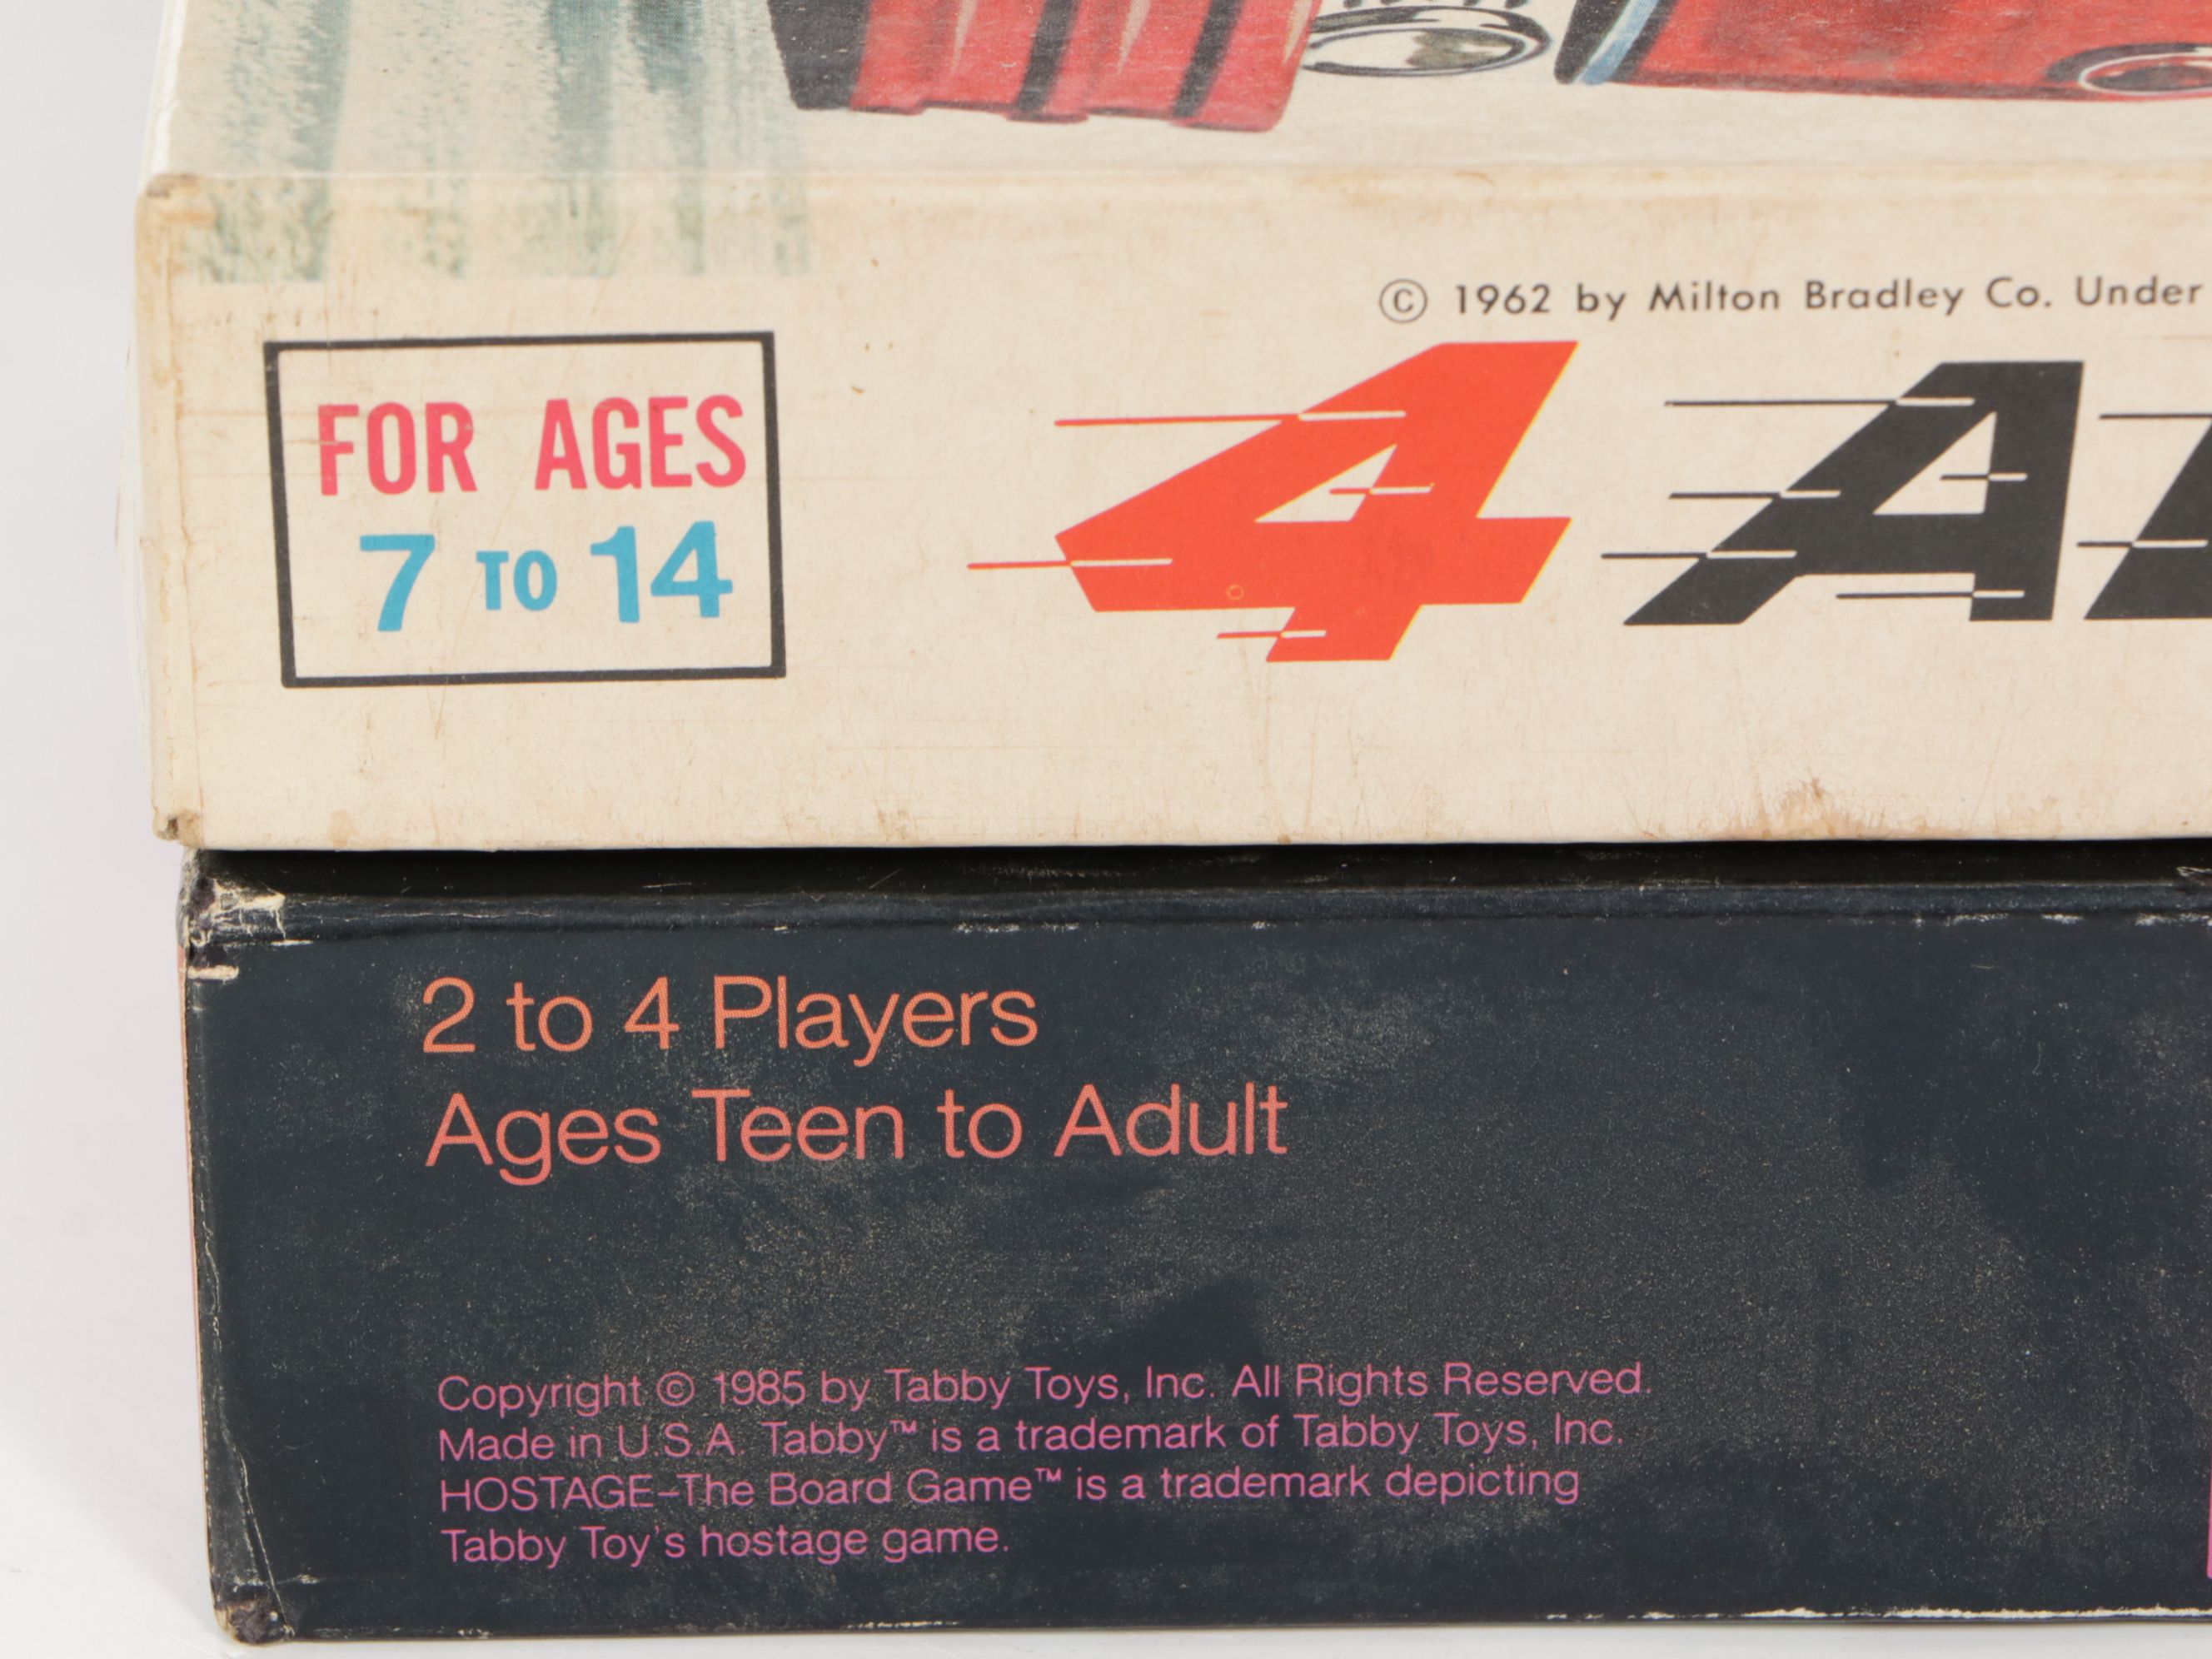 © 1962 by Milton Bradley Co. Under
FOR AGES
7 TO 14
4 A
2 to 4 Players
Ages Teen to Adult
Copyright © 1985 by Tabby Toys, Inc. All Rights Reserved.
Made in U.S.A. Tabby™ is a trademark of Tabby Toys, Inc.
HOSTAGE–The Board Game™ is a trademark depicting
Tabby Toy's hostage game.